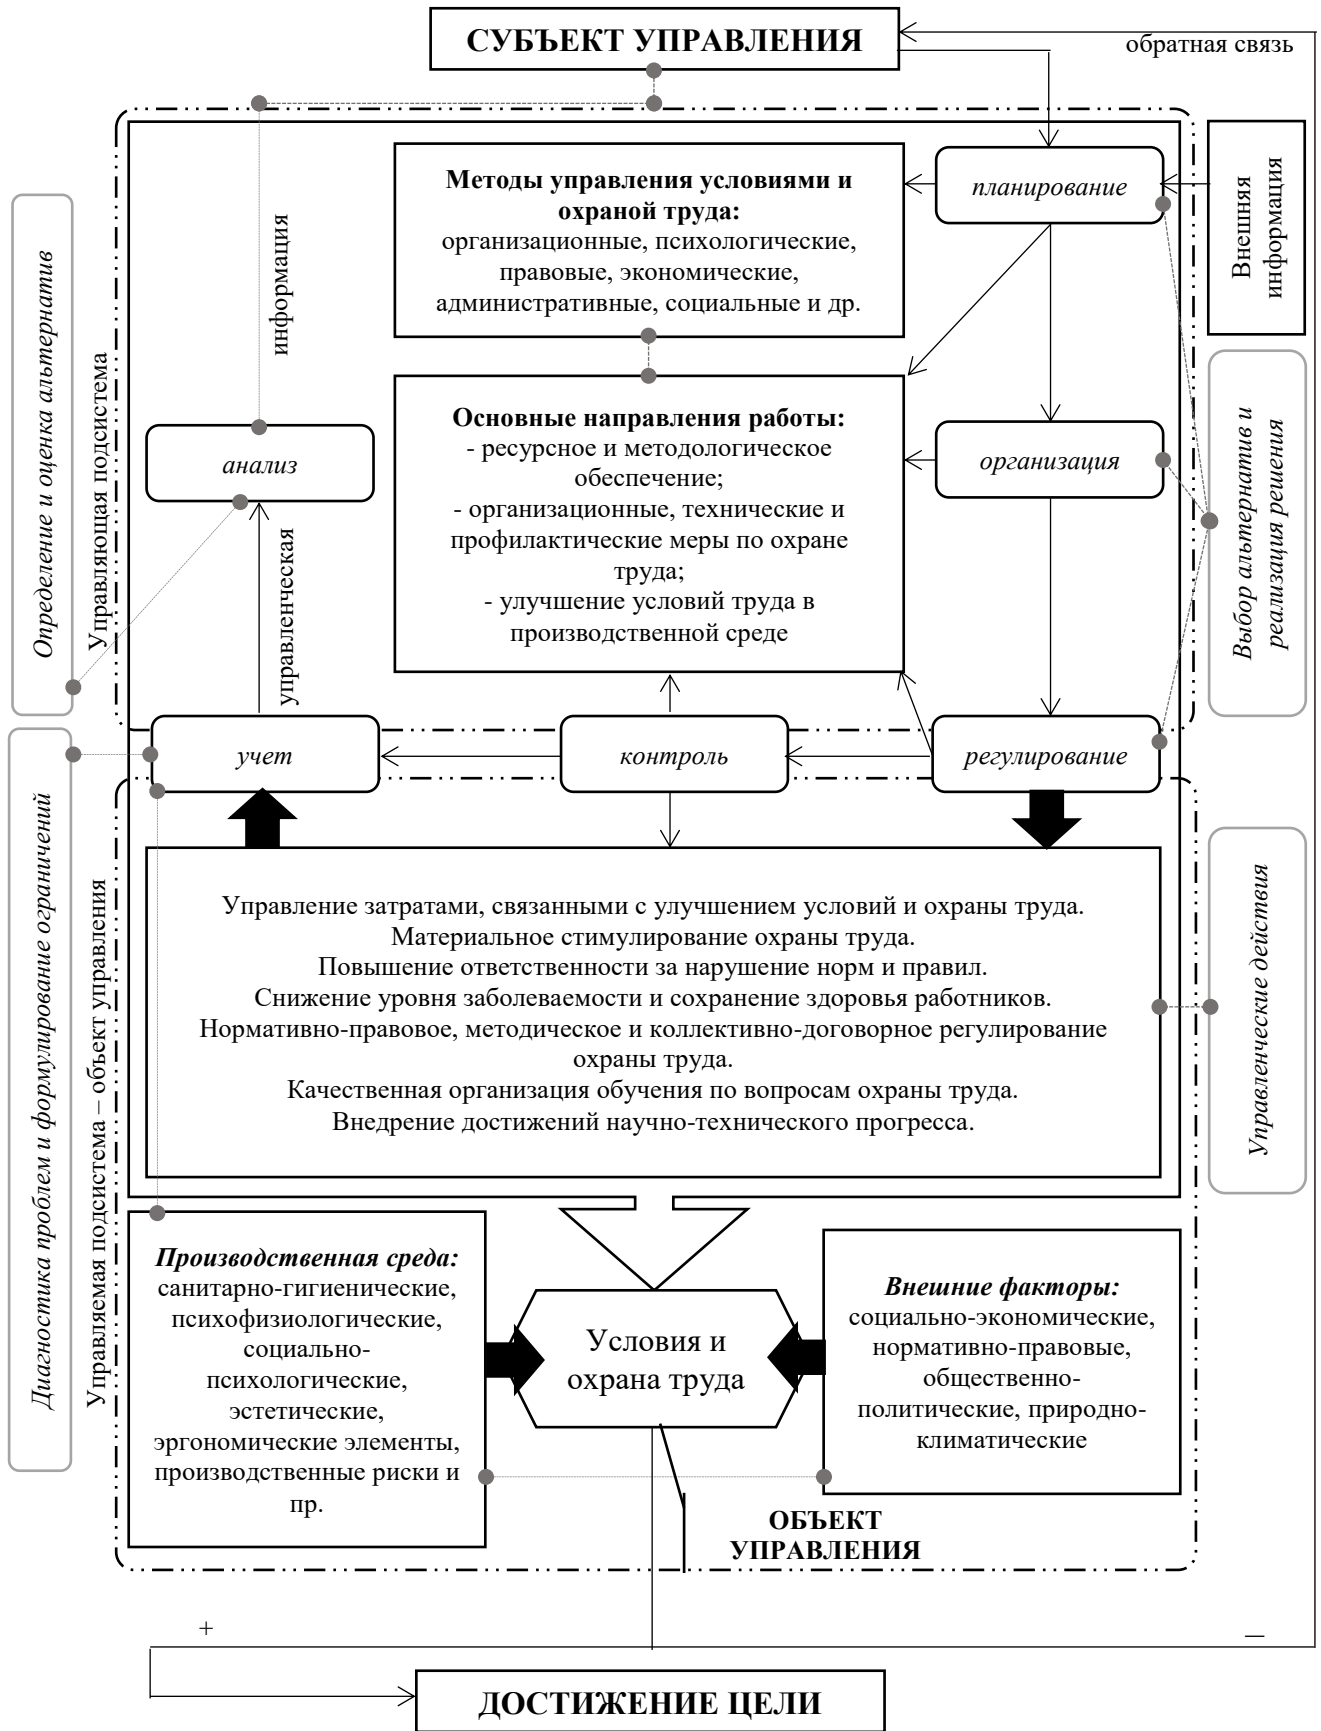 СУБЪЕКТ УПРАВЛЕНИЯ
обратная связь
Методы управления условиями и
охраной труда:
организационные, психологические,
правовые, экономические,
административные, социальные и др.
планирование
Внешняя
информация
Определение и оценка альтернатив
Управляющая подсистема
информация
управленческая
анализ
Основные направления работы:
- ресурсное и методологическое
обеспечение;
- организационные, технические и
профилактические меры по охране
труда;
- улучшение условий труда в
производственной среде
организация
Выбор альтернатив и
реализация решения
учет
контроль
регулирование
Диагностика проблем и формулирование ограничений
Управляемая подсистема – объект управления
Управление затратами, связанными с улучшением условий и охраны труда.
Материальное стимулирование охраны труда.
Повышение ответственности за нарушение норм и правил.
Снижение уровня заболеваемости и сохранение здоровья работников.
Нормативно-правовое, методическое и коллективно-договорное регулирование
охраны труда.
Качественная организация обучения по вопросам охраны труда.
Внедрение достижений научно-технического прогресса.
Управленческие действия
Производственная среда:
санитарно-гигиенические,
психофизиологические,
социально-
психологические,
эстетические,
эргономические элементы,
производственные риски и
пр.
Условия и
охрана труда
Внешние факторы:
социально-экономические,
нормативно-правовые,
общественно-
политические, природно-
климатические
ОБЪЕКТ
УПРАВЛЕНИЯ
+
—
ДОСТИЖЕНИЕ ЦЕЛИ